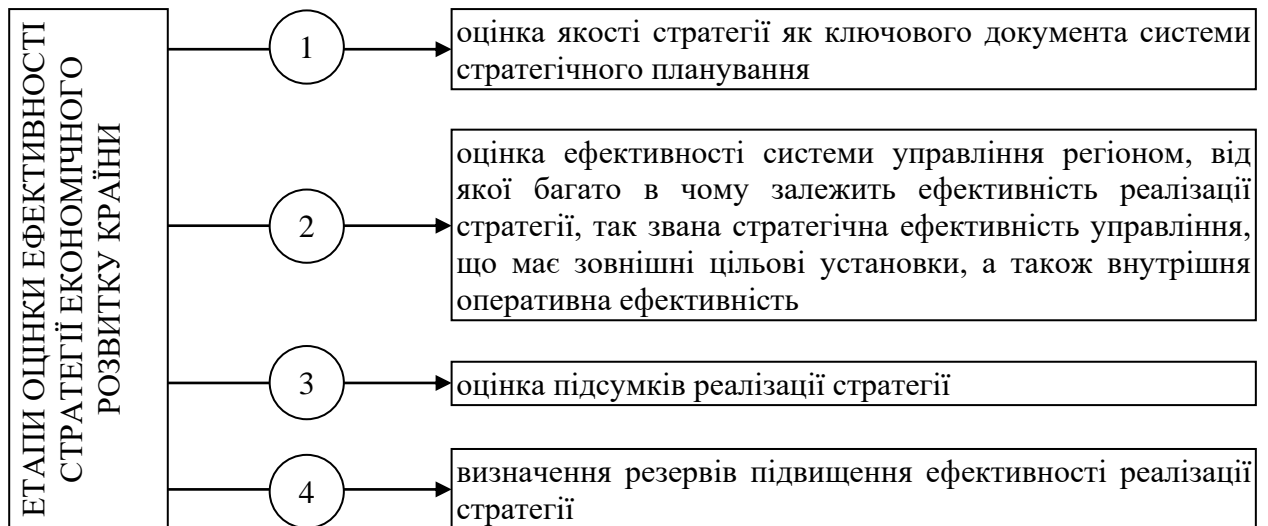 ЕТАПИ ОЦІНКИ ЕФЕКТИВНОСТІ
СТРАТЕГІЇ ЕКОНОМІЧНОГО
РОЗВИТКУ КРАЇНИ
1
оцінка якості стратегії як ключового документа системи
стратегічного планування
2
оцінка ефективності системи управління регіоном, від
якої багато в чому залежить ефективність реалізації
стратегії, так звана стратегічна ефективність управління,
що має зовнішні цільові установки, а також внутрішня
оперативна ефективність
3
оцінка підсумків реалізації стратегії
4
визначення резервів підвищення ефективності реалізації
стратегії